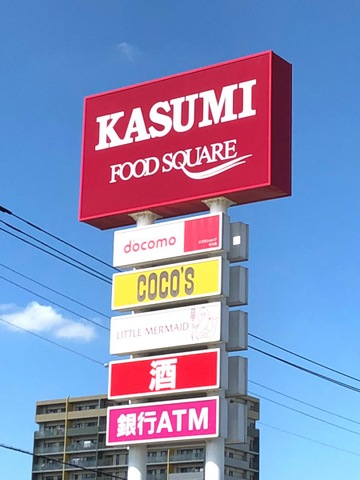 KASUMI
FOOD SQUARE
docomo
COCO'S
LITTLE MERMAID
酒
銀行ATM